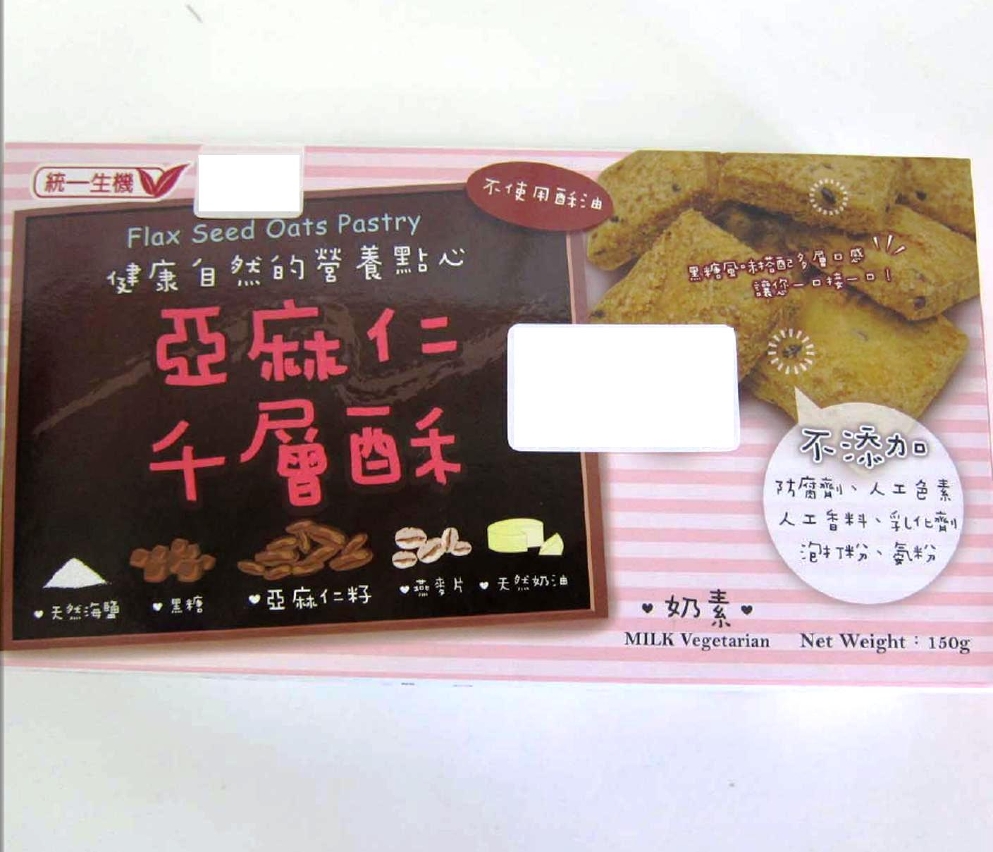 統一生機
Flax Seed Oats Pastry
健康自然的營養點心
亞麻仁
千層酥
♥天然海鹽 ♥黑糖 ♥亞麻仁籽 ♥燕麥片 ♥天然奶油
不使用酥油
黑糖風味搭配多層口感
讓您一口接一口！
不添加
防腐劑、人工色素
人工香料、乳化劑
泡打粉、氨粉
♥奶素♥
MILK Vegetarian Net Weight：150g